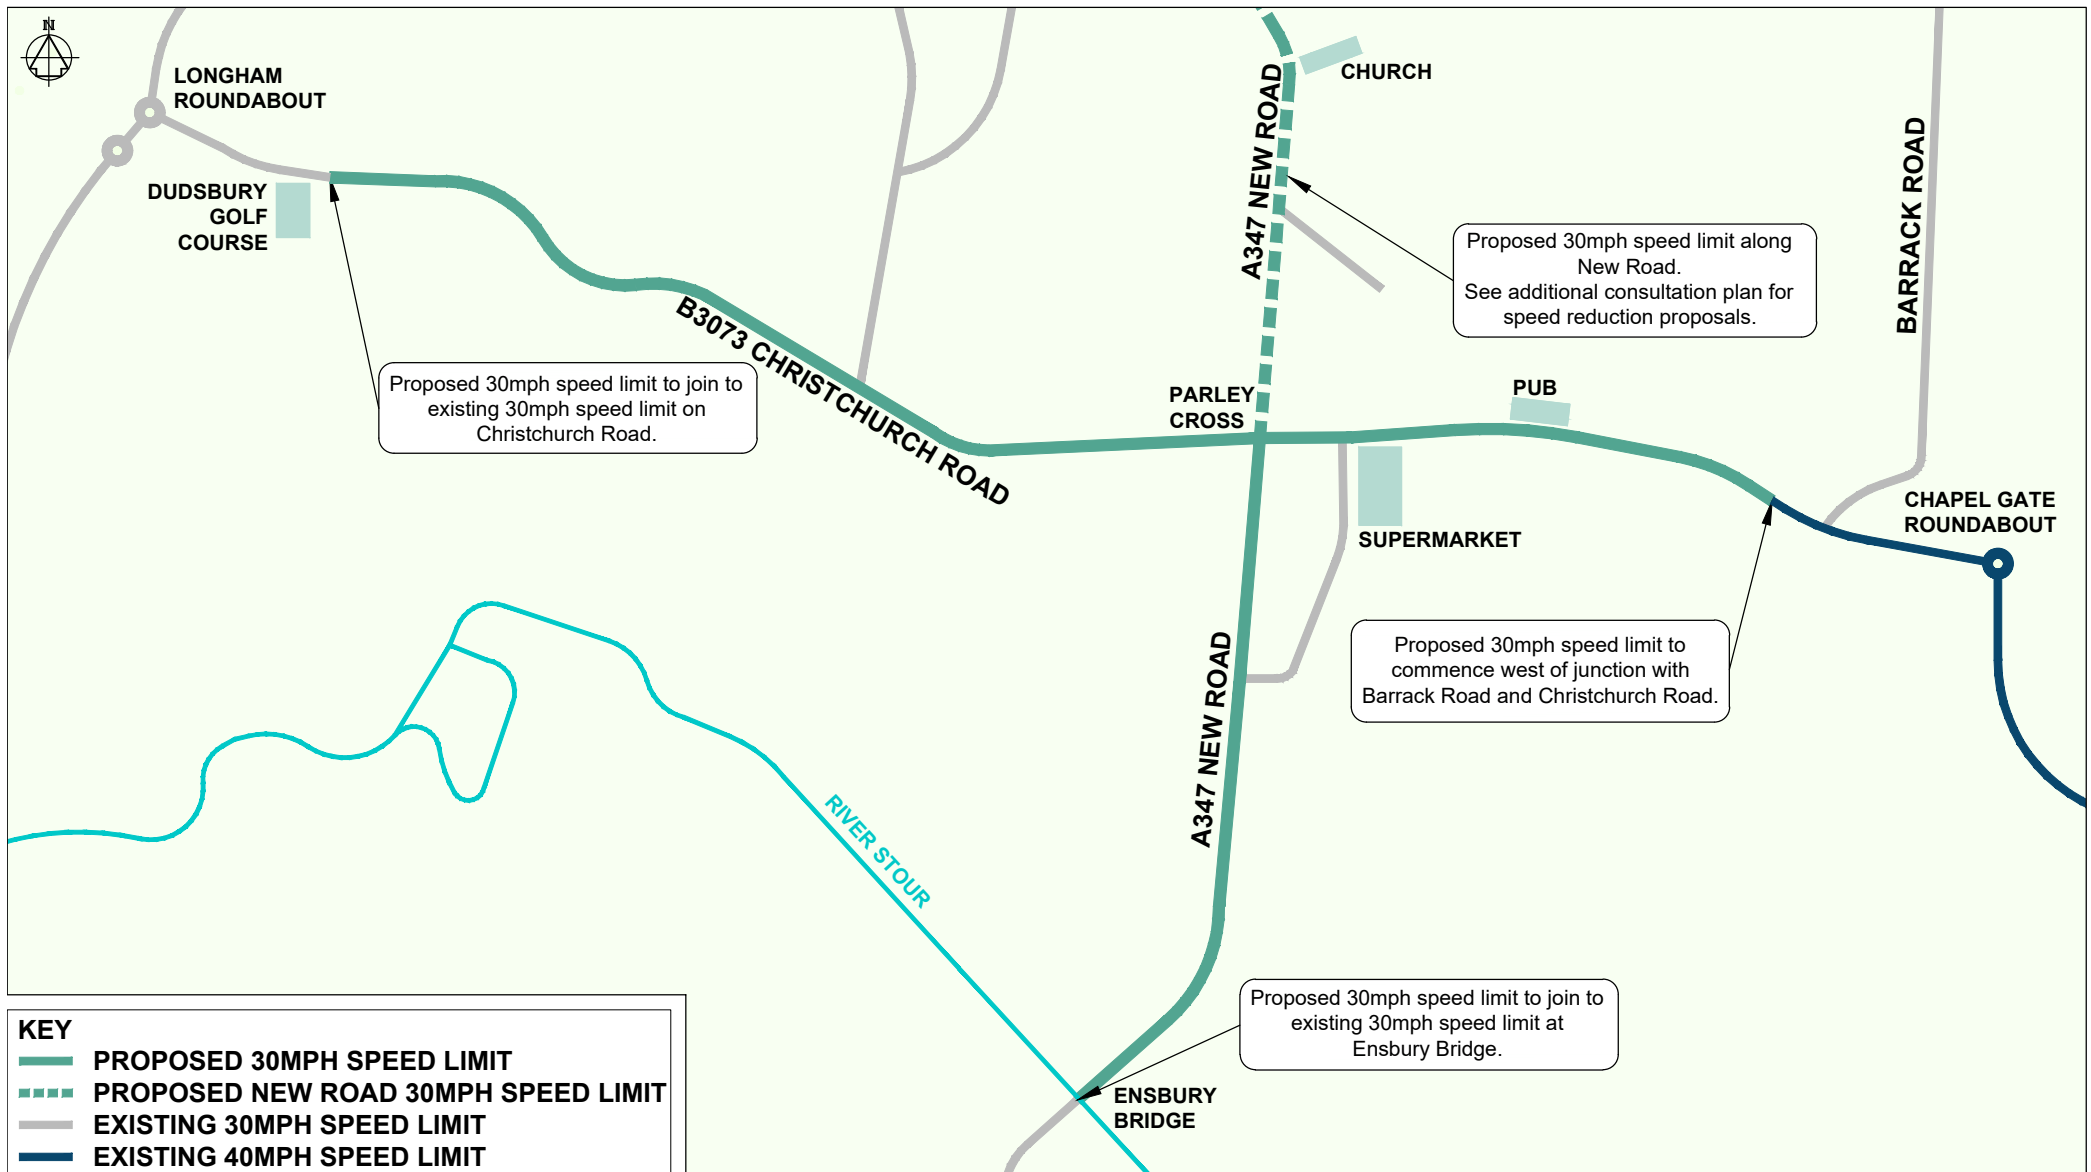 N
LONGHAM
ROUNDABOUT
CHURCH
A347 NEW ROAD
BARRACK ROAD
DUDSBURY
GOLF
COURSE
Proposed 30mph speed limit along
New Road.
See additional consultation plan for
speed reduction proposals.
B3073 CHRISTCHURCH ROAD
Proposed 30mph speed limit to join to
existing 30mph speed limit on
Christchurch Road.
PARLEY
CROSS
PUB
SUPERMARKET
CHAPEL GATE
ROUNDABOUT
Proposed 30mph speed limit to
commence west of junction with
Barrack Road and Christchurch Road.
A347 NEW ROAD
RIVER STOUR
Proposed 30mph speed limit to join to
existing 30mph speed limit at
Ensbury Bridge.
ENSBURY
BRIDGE
KEY
PROPOSED 30MPH SPEED LIMIT
PROPOSED NEW ROAD 30MPH SPEED LIMIT
EXISTING 30MPH SPEED LIMIT
EXISTING 40MPH SPEED LIMIT